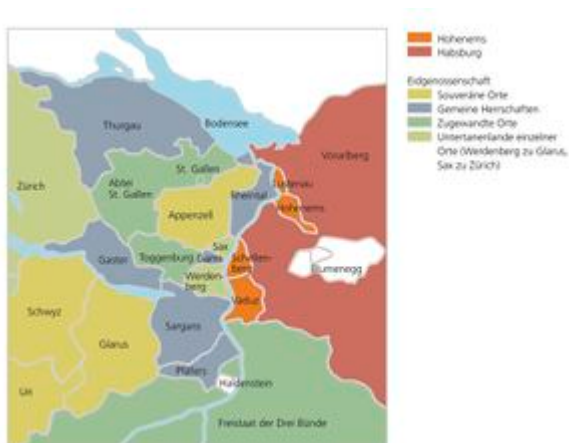 Hohenems
Habsburg
Eidgenossenschaft
Souveräne Orte
Gemeine Herrschaften
Zugewandte Orte
Untertanenlande einzelner
Orte (Werdenberg zu Glarus,
Sax zu Zürich)
Thurgau
Bodensee
Vorarlberg
Zürich
Abtei
St. Gallen
St. Gallen
Rheintal
Lustenau
Hohenems
Appenzell
Sax
Gaster
Toggenburg
Gams
Schellen-
berg
Werden-
berg
Blumenegg
Vaduz
Schwyz
Glarus
Sargans
Pfäfers
Haldenstein
Uri
Freistaat der Drei Bünde